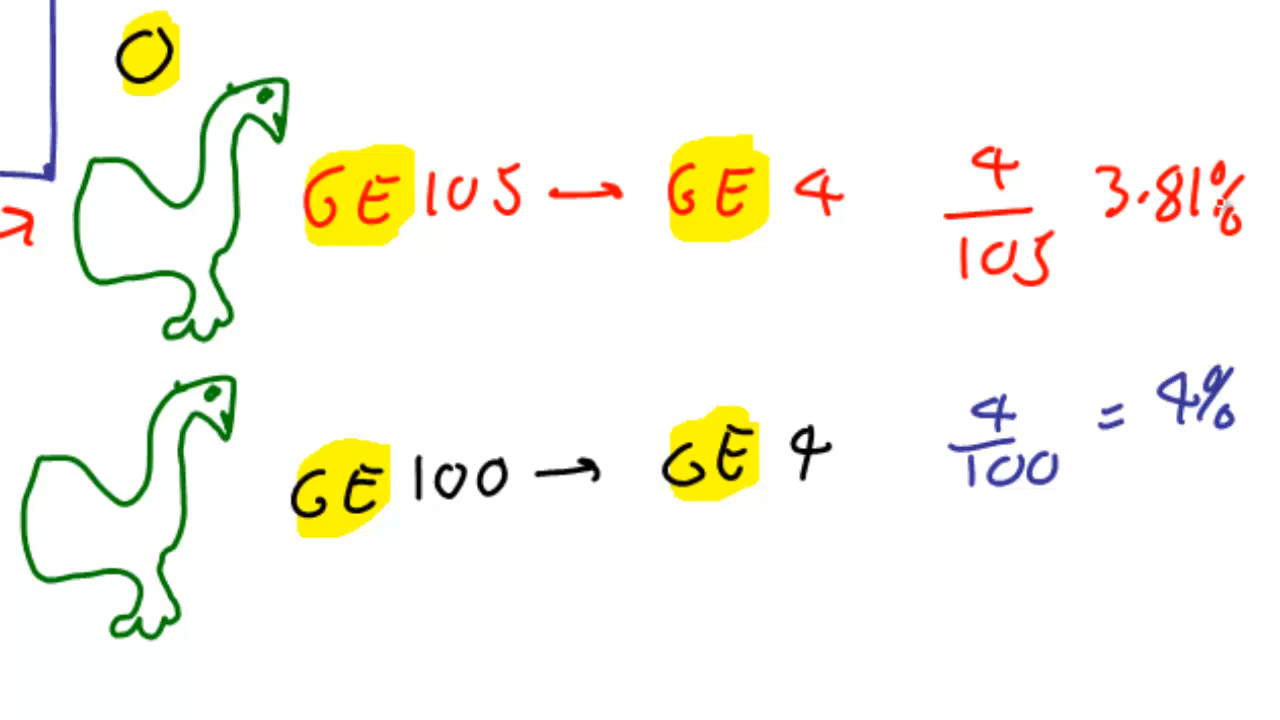 O
GE 105 → GE 4 4/105 3.81%
GE 100 → GE 4 4/100 = 4%